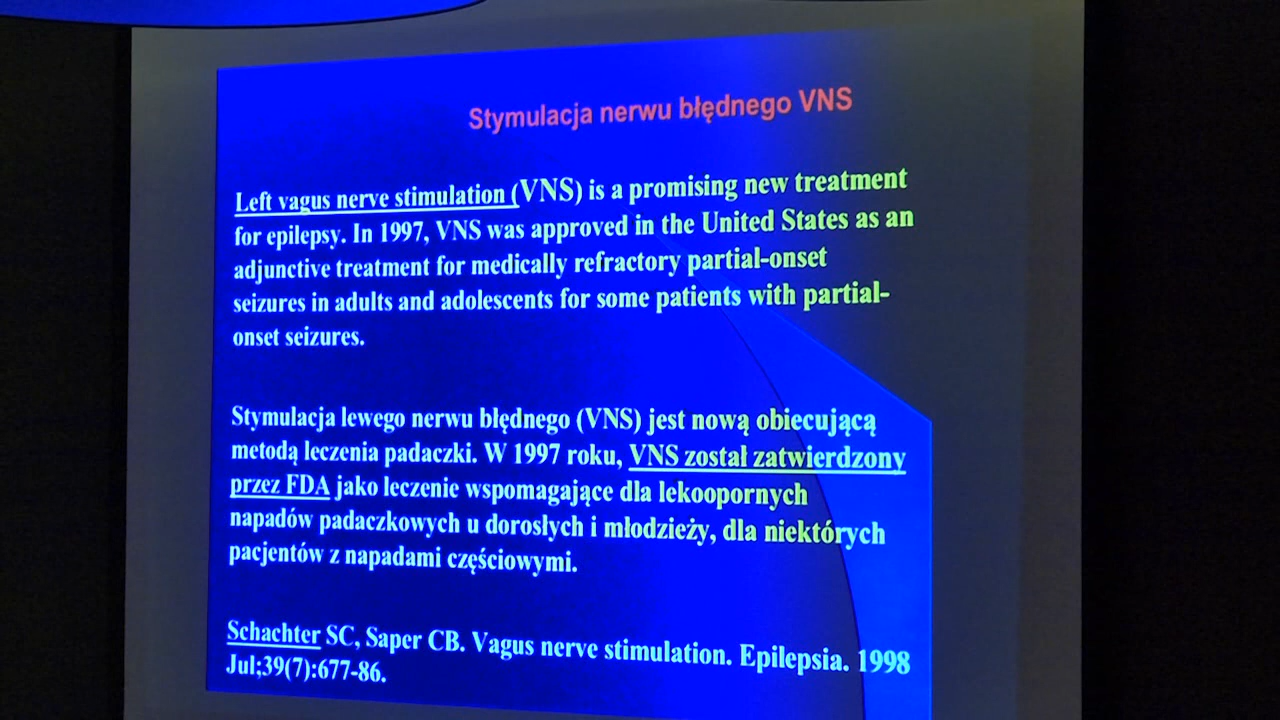 Stymulacja nerwu błędnego VNS
Left vagus nerve stimulation (VNS) is a promising new treatment
for epilepsy. In 1997, VNS was approved in the United States as an
adjunctive treatment for medically refractory partial-onset
seizures in adults and adolescents for some patients with partial-
onset seizures.
Stymulacja lewego nerwu błędnego (VNS) jest nową obiecującą
metodą leczenia padaczki. W 1997 roku, VNS został zatwierdzony
przez FDA jako leczenie wspomagające dla lekoopornych
napadów padaczkowych u dorosłych i młodzieży, dla niektórych
pacjentów z napadami częściowymi.
Schachter SC, Saper CB. Vagus nerve stimulation. Epilepsia. 1998
Jul;39(7):677-86.